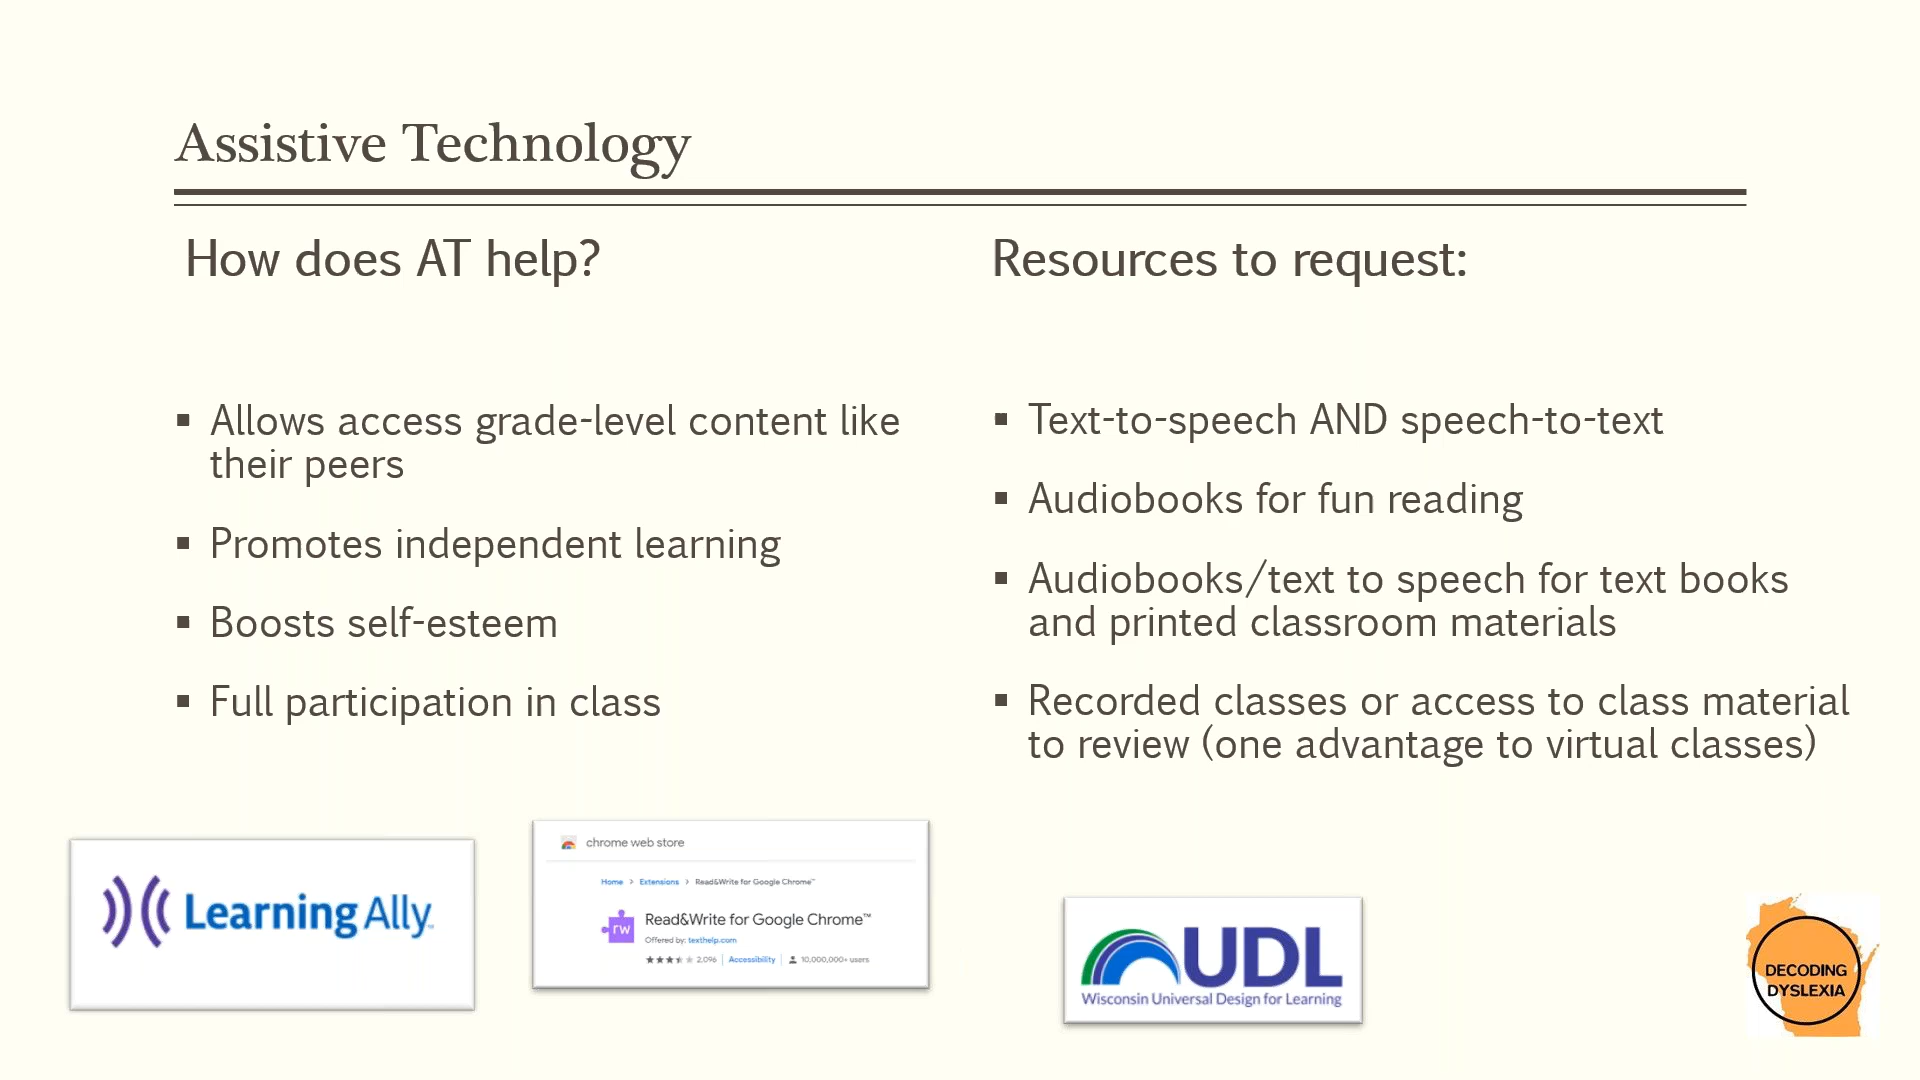 Assistive Technology
How does AT help?
▪ Allows access grade-level content like
their peers
▪ Promotes independent learning
▪ Boosts self-esteem
▪ Full participation in class
Resources to request:
▪ Text-to-speech AND speech-to-text
▪ Audiobooks for fun reading
▪ Audiobooks/text to speech for text books
and printed classroom materials
▪ Recorded classes or access to class material
to review (one advantage to virtual classes)
Learning Ally
chrome web store
Home > Extensions > Read&Write for Google Chrome™
rw
Read&Write for Google Chrome™
Offered by: texthelp.com
2,096 | Accessibility | 10,000,000+ users
UDL
Wisconsin Universal Design for Learning
DECODING
DYSLEXIA